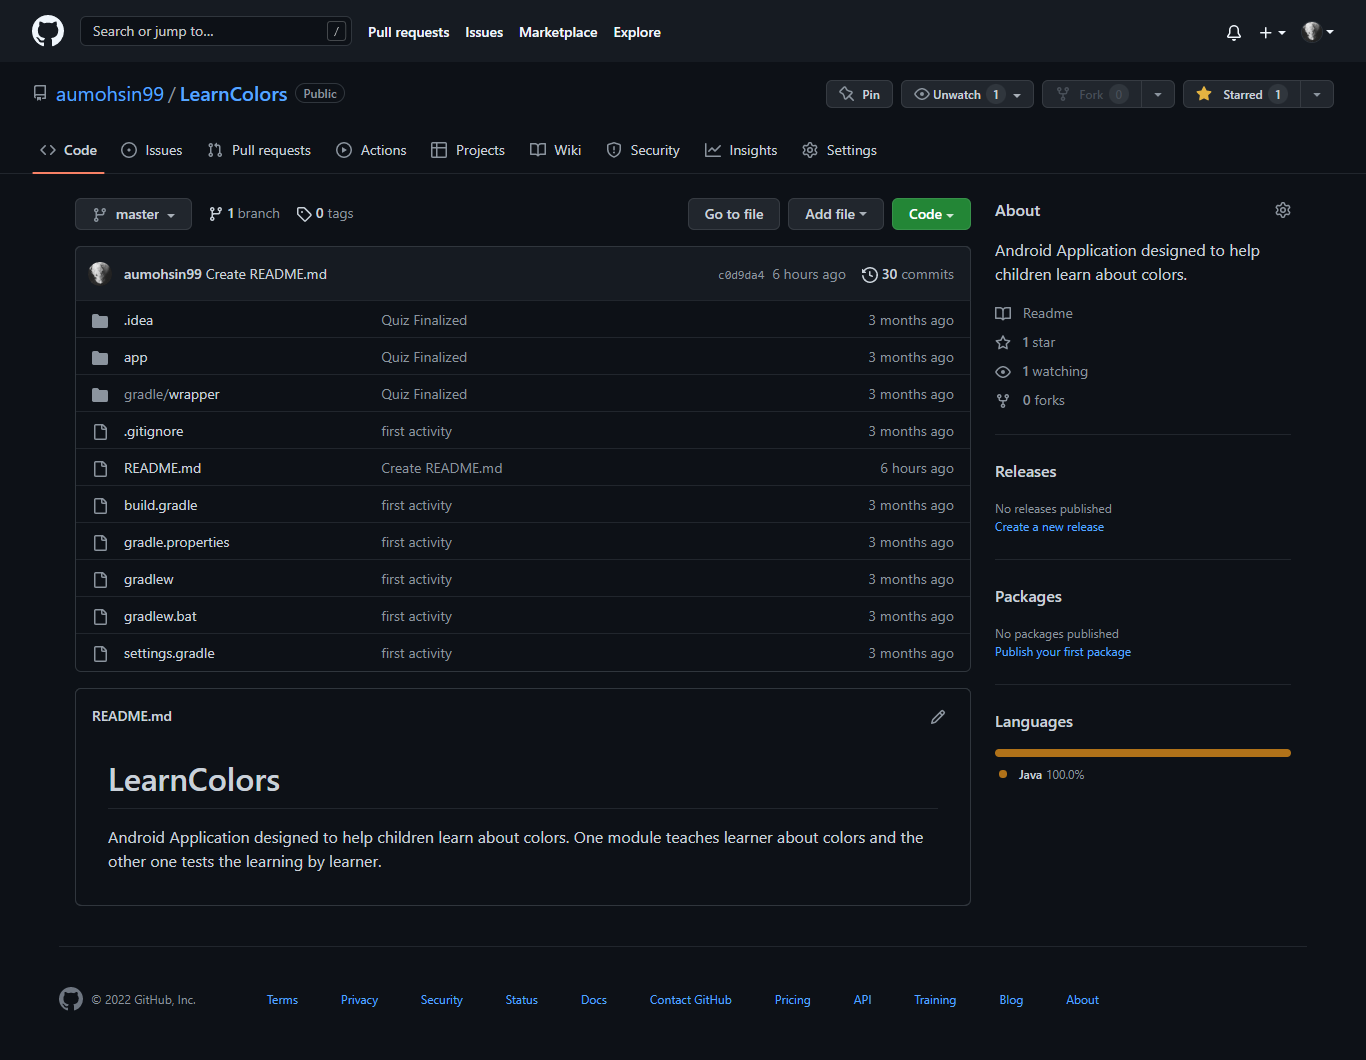 Search or jump to... /
Pull requests Issues Marketplace Explore
aumohsin99 / LearnColors Public
Pin Unwatch 1 Fork 0 Starred 1
Code Issues Pull requests Actions Projects Wiki Security Insights Settings
master 1 branch 0 tags Go to file Add file Code
aumohsin99 Create README.md c0d9da4 6 hours ago 30 commits
.idea Quiz Finalized 3 months ago
app Quiz Finalized 3 months ago
gradle/wrapper Quiz Finalized 3 months ago
.gitignore first activity 3 months ago
README.md Create README.md 6 hours ago
build.gradle first activity 3 months ago
gradle.properties first activity 3 months ago
gradlew first activity 3 months ago
gradlew.bat first activity 3 months ago
settings.gradle first activity 3 months ago
README.md
LearnColors
Android Application designed to help children learn about colors. One module teaches learner about colors and the
other one tests the learning by learner.
About
Android Application designed to help
children learn about colors.
Readme
1 star
1 watching
0 forks
Releases
No releases published
Create a new release
Packages
No packages published
Publish your first package
Languages
Java 100.0%
© 2022 GitHub, Inc. Terms Privacy Security Status Docs Contact GitHub Pricing API Training Blog About